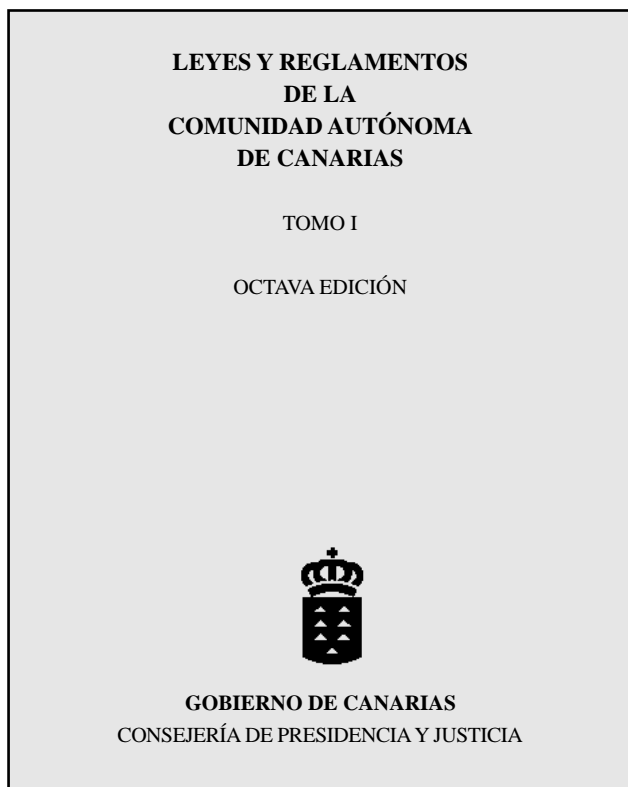 LEYES Y REGLAMENTOS
DE LA
COMUNIDAD AUTÓNOMA
DE CANARIAS
TOMO I
OCTAVA EDICIÓN
GOBIERNO DE CANARIAS
CONSEJERÍA DE PRESIDENCIA Y JUSTICIA